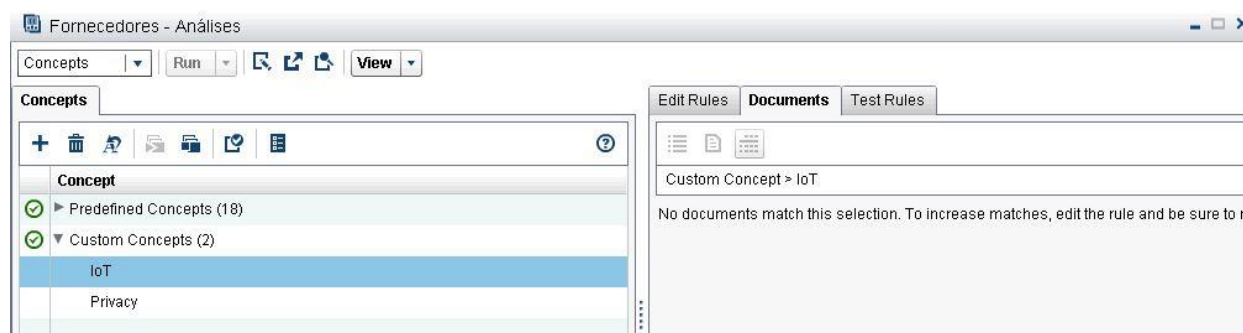 Fornecedores - Análises
Concepts Run View
Concepts
Concept
Predefined Concepts (18)
Custom Concepts (2)
IoT
Privacy
Edit Rules Documents Test Rules
Custom Concept > IoT
No documents match this selection. To increase matches, edit the rule and be sure to